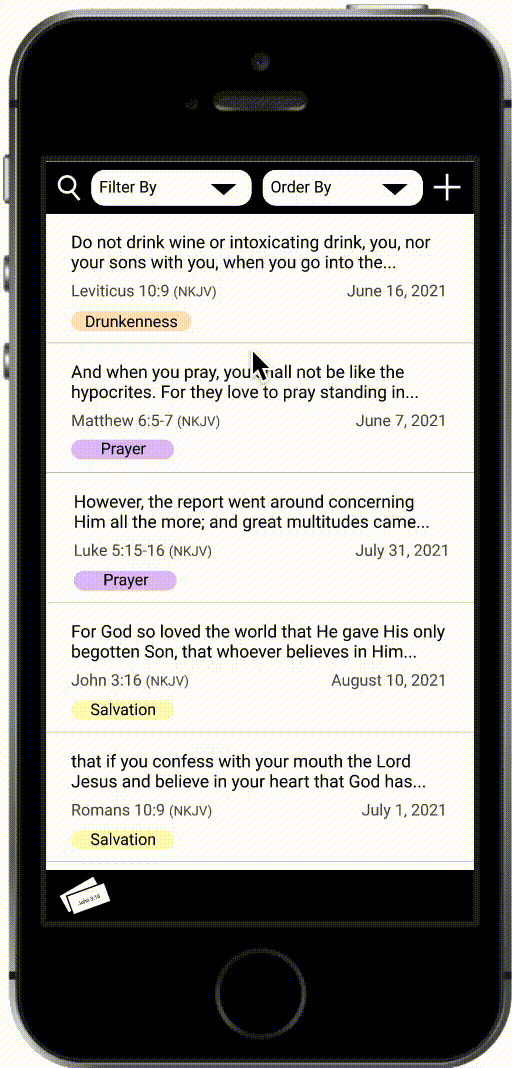 Filter By
Order By
Do not drink wine or intoxicating drink, you, nor
your sons with you, when you go into the...
Leviticus 10:9 (NKJV)
June 16, 2021
Drunkenness
And when you pray, you shall not be like the
hypocrites. For they love to pray standing in...
Matthew 6:5-7 (NKJV)
June 7, 2021
Prayer
However, the report went around concerning
Him all the more; and great multitudes came...
Luke 5:15-16 (NKJV)
July 31, 2021
Prayer
For God so loved the world that He gave His only
begotten Son, that whoever believes in Him...
John 3:16 (NKJV)
August 10, 2021
Salvation
that if you confess with your mouth the Lord
Jesus and believe in your heart that God has...
Romans 10:9 (NKJV)
July 1, 2021
Salvation
John 3:16